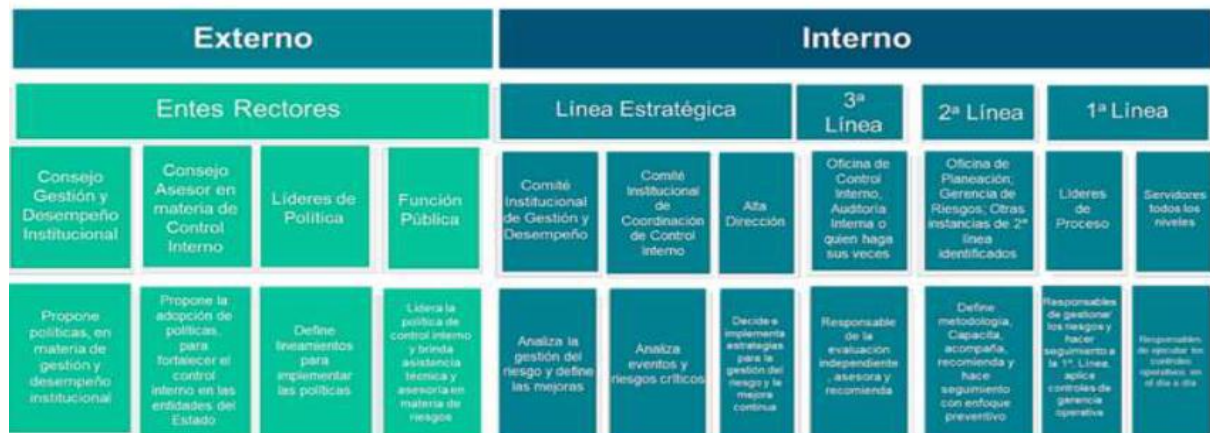 Externo
Interno
Entes Rectores
Línea Estratégica
3ª
Línea
2ª Línea
1ª Línea
Consejo
Gestión y
Desempeño
Institucional
Consejo
Asesor en
materia de
Control
Interno
Líderes de
Política
Función
Pública
Comité
Institucional
de Gestión y
Desempeño
Comité
Institucional
de
Coordinación
de Control
Interno
Alta
Dirección
Oficina de
Control
Interno,
Auditoría
Interna o
quien haga
sus veces
Oficina de
Planeación;
Gerencia de
Riesgos; Otras
instancias de 2ª
línea
identificados
Líderes
de
Proceso
Servidores
todos los
niveles
Propone
políticas, en
materia de
gestión y
desempeño
institucional
Propone la
adopción de
políticas,
para
fortalecer el
control
interno en las
entidades del
Estado
Define
lineamientos
para
implementar
las políticas
Lidera la
política de
control interno
y brinda
asistencia
técnica y
asesoría en
materia de
riesgos
Analiza la
gestión del
riesgo y define
las mejoras
Analiza
eventos y
riesgos críticos
Decide e
implementa
estrategias
para la
gestión del
riesgo y la
mejora
continua
Responsable
de la
evaluación
independiente
, asesora y
recomienda
Define
metodología,
Capacita,
acompaña,
recomienda y
hace
seguimiento
con enfoque
preventivo
Responsables
de gestionar
los riesgos y
hacer
seguimiento a
la 1ª. Línea,
aplica
controles de
gerencia
operativa
Responsables
de ejecutar los
controles
operativos en
el día a día